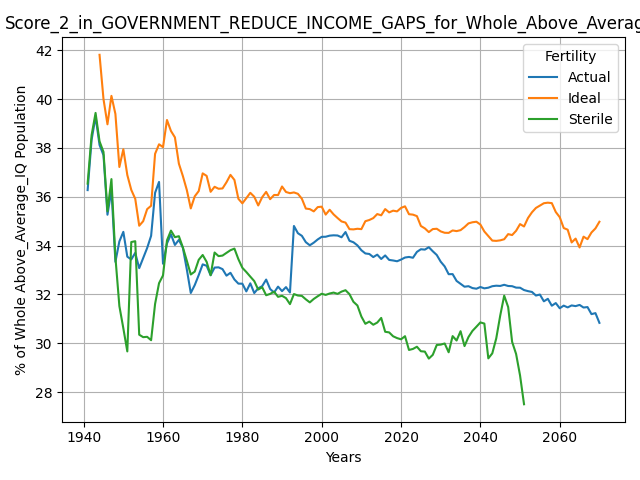 Score_2_in_GOVERNMENT_REDUCE_INCOME_GAPS_for_Whole_Above_Averag
% of Whole Above_Average_IQ Population
42
40
38
36
34
32
30
28
Fertility
Actual
Ideal
Sterile
1940
1960
1980
2000
2020
2040
2060
Years